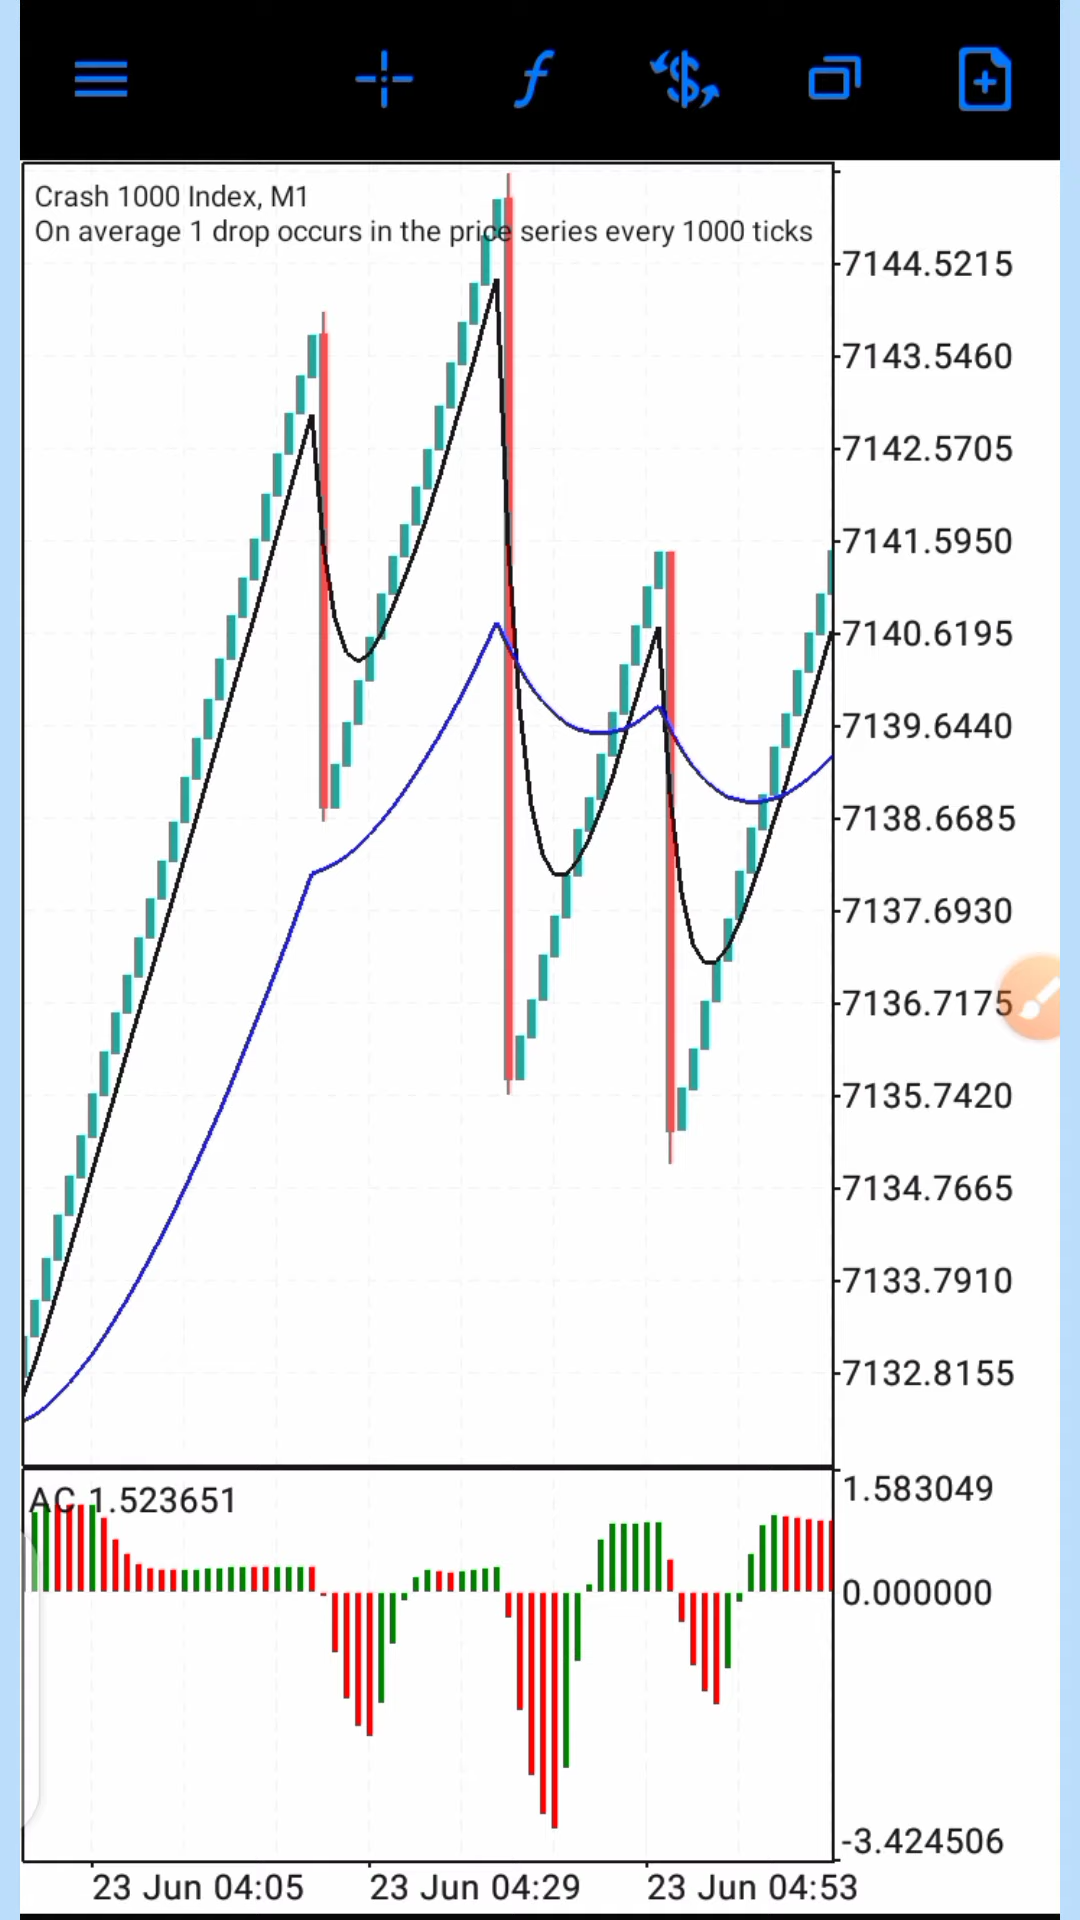 Crash 1000 Index, M1
On average 1 drop occurs in the price series every 1000 ticks
7144.5215
7143.5460
7142.5705
7141.5950
7140.6195
7139.6440
7138.6685
7137.6930
7136.7175
7135.7420
7134.7665
7133.7910
7132.8155
AC 1.523651
1.583049
0.000000
-3.424506
23 Jun 04:05
23 Jun 04:29
23 Jun 04:53